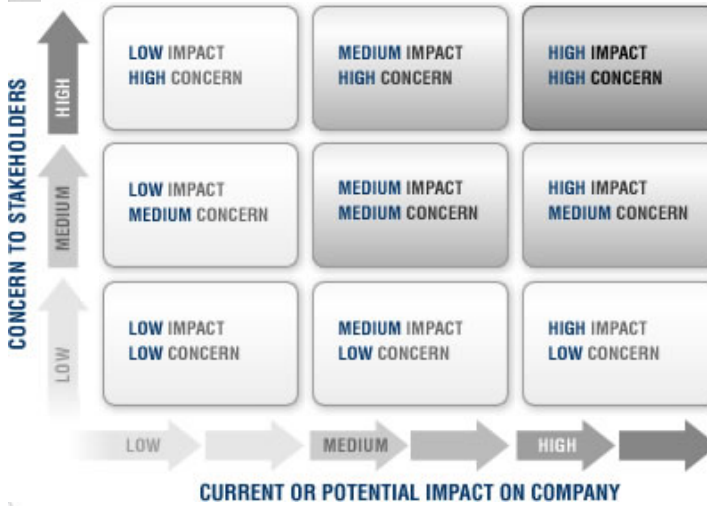 CONCERN TO STAKEHOLDERS
HIGH
LOW IMPACT
HIGH CONCERN
MEDIUM IMPACT
HIGH CONCERN
HIGH IMPACT
HIGH CONCERN
MEDIUM
LOW IMPACT
MEDIUM CONCERN
MEDIUM IMPACT
MEDIUM CONCERN
HIGH IMPACT
MEDIUM CONCERN
LOW
LOW IMPACT
LOW CONCERN
MEDIUM IMPACT
LOW CONCERN
HIGH IMPACT
LOW CONCERN
LOW
MEDIUM
HIGH
CURRENT OR POTENTIAL IMPACT ON COMPANY